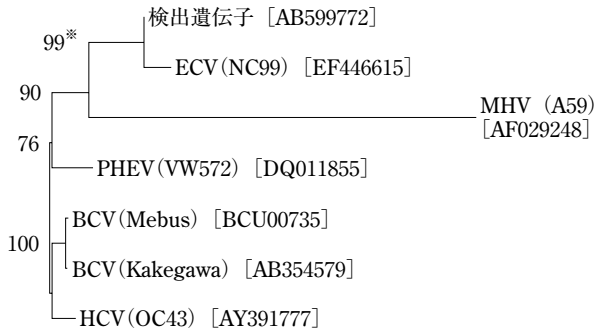 検出遺伝子［AB599772］
99※
ECV(NC99)［EF446615］
90
MHV（A59）
［AF029248］
76
PHEV(VW572)［DQ011855］
BCV(Mebus)［BCU00735］
100
BCV(Kakegawa)［AB354579］
HCV(OC43)［AY391777］